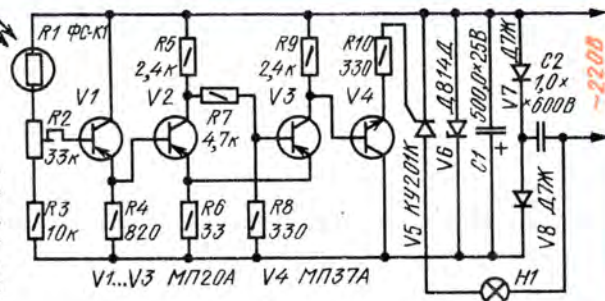 R1 ФС-К1
R2
33к
R3
10к
V1
R4
820
R5
2,4к
V2
R6
33
R7
4,7к
R8
330
R9
2,4к
V3
R10
330
V4
V5 КУ201К
V6 Д814Д
C1 500,0×25В
+
V7 Д7Ж
C2
1,0×
×600В
V8 Д7Ж
~220В
H1
V1...V3 МП20А V4 МП37А